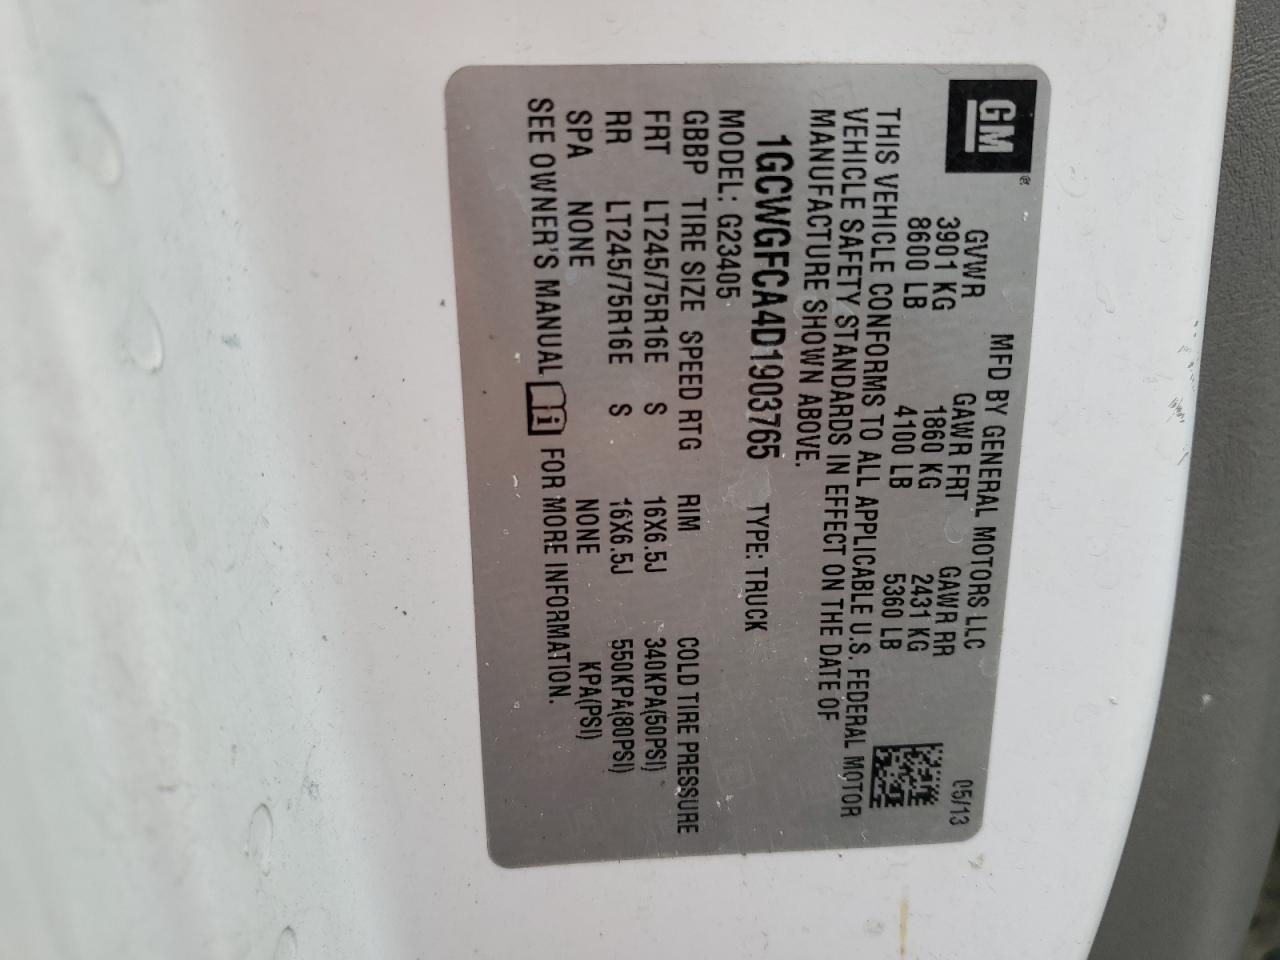 GM
®
MFD BY GENERAL MOTORS LLC 05/13
GVWR GAWR FRT GAWR RR
3901 KG 1860 KG 2431 KG
8600 LB 4100 LB 5360 LB
THIS VEHICLE CONFORMS TO ALL APPLICABLE U.S. FEDERAL MOTOR
VEHICLE SAFETY STANDARDS IN EFFECT ON THE DATE OF
MANUFACTURE SHOWN ABOVE.
1GCWGFCA4D1903765 TYPE: TRUCK
MODEL: G23405
GBBP TIRE SIZE SPEED RTG RIM COLD TIRE PRESSURE
FRT LT245/75R16E S 16X6.5J 340KPA(50PSI)
RR LT245/75R16E S 16X6.5J 550KPA(80PSI)
SPA NONE NONE KPA(PSI)
SEE OWNER'S MANUAL i FOR MORE INFORMATION.